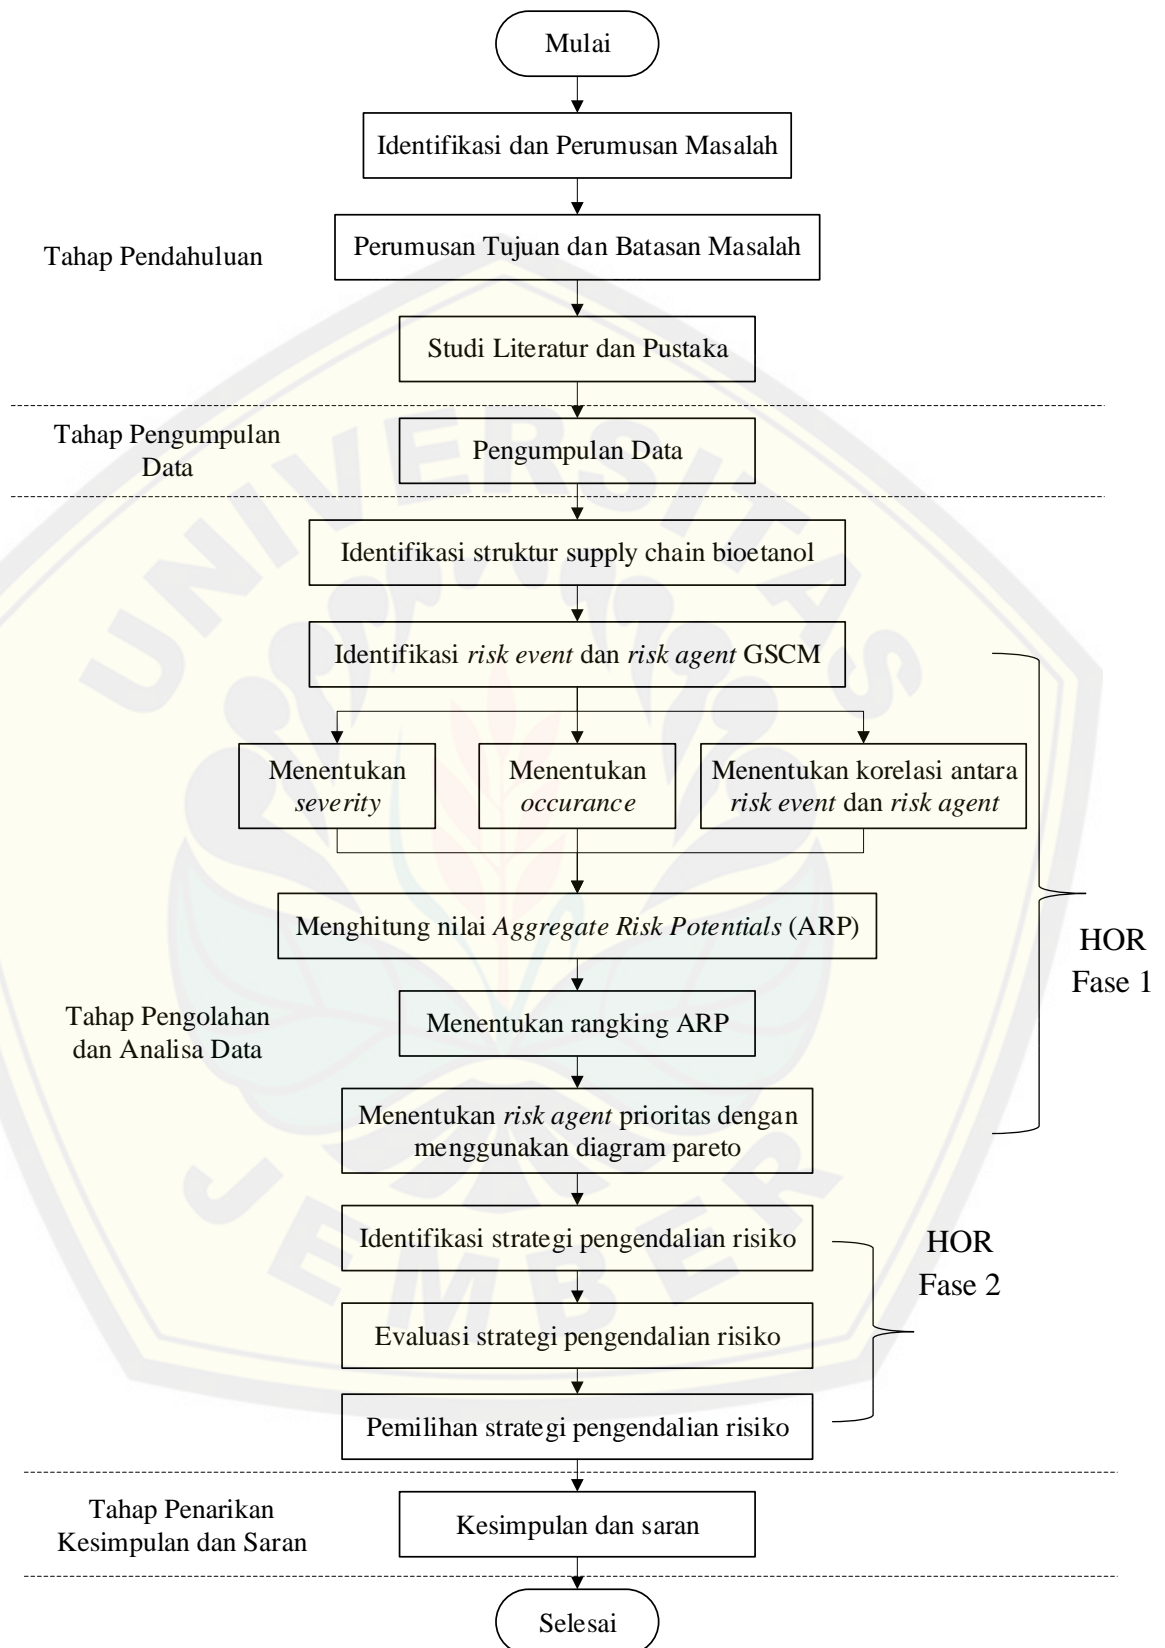 Mulai
Identifikasi dan Perumusan Masalah
Perumusan Tujuan dan Batasan Masalah
Tahap Pendahuluan
Studi Literatur dan Pustaka
Tahap Pengumpulan
Data
Pengumpulan Data
Identifikasi struktur supply chain bioetanol
Identifikasi risk event dan risk agent GSCM
Menentukan
severity
Menentukan
occurance
Menentukan korelasi antara
risk event dan risk agent
Menghitung nilai Aggregate Risk Potentials (ARP)
HOR
Fase 1
Tahap Pengolahan
dan Analisa Data
Menentukan rangking ARP
Menentukan risk agent prioritas dengan
menggunakan diagram pareto
Identifikasi strategi pengendalian risiko
HOR
Fase 2
Evaluasi strategi pengendalian risiko
Pemilihan strategi pengendalian risiko
Tahap Penarikan
Kesimpulan dan Saran
Kesimpulan dan saran
Selesai
UNIVERSITAS
JEMBER